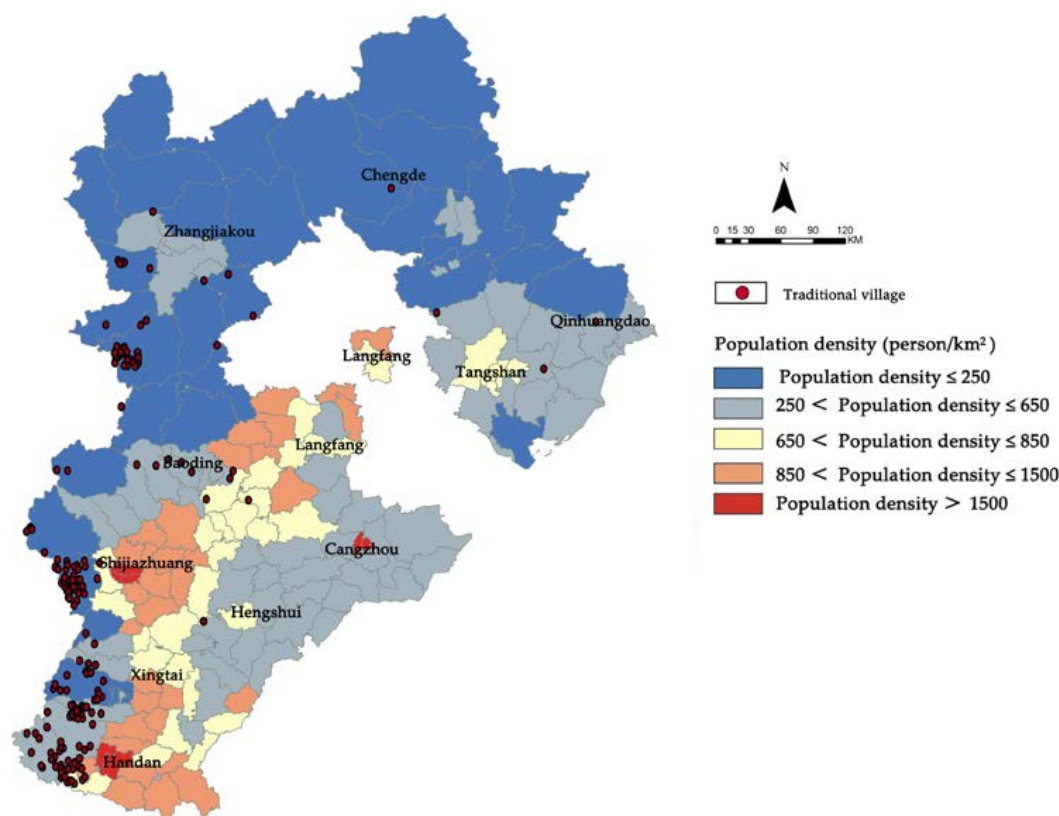 Chengde
Zhangjiakou
Qinhuangdao
Langfang
Tangshan
Langfang
Baoding
Cangzhou
Shijiazhuang
Hengshui
Xingtai
Handan
N
0 15 30 60 90 120
KM
Traditional village
Population density (person/km²)
Population density ≤ 250
250 < Population density ≤ 650
650 < Population density ≤ 850
850 < Population density ≤ 1500
Population density > 1500